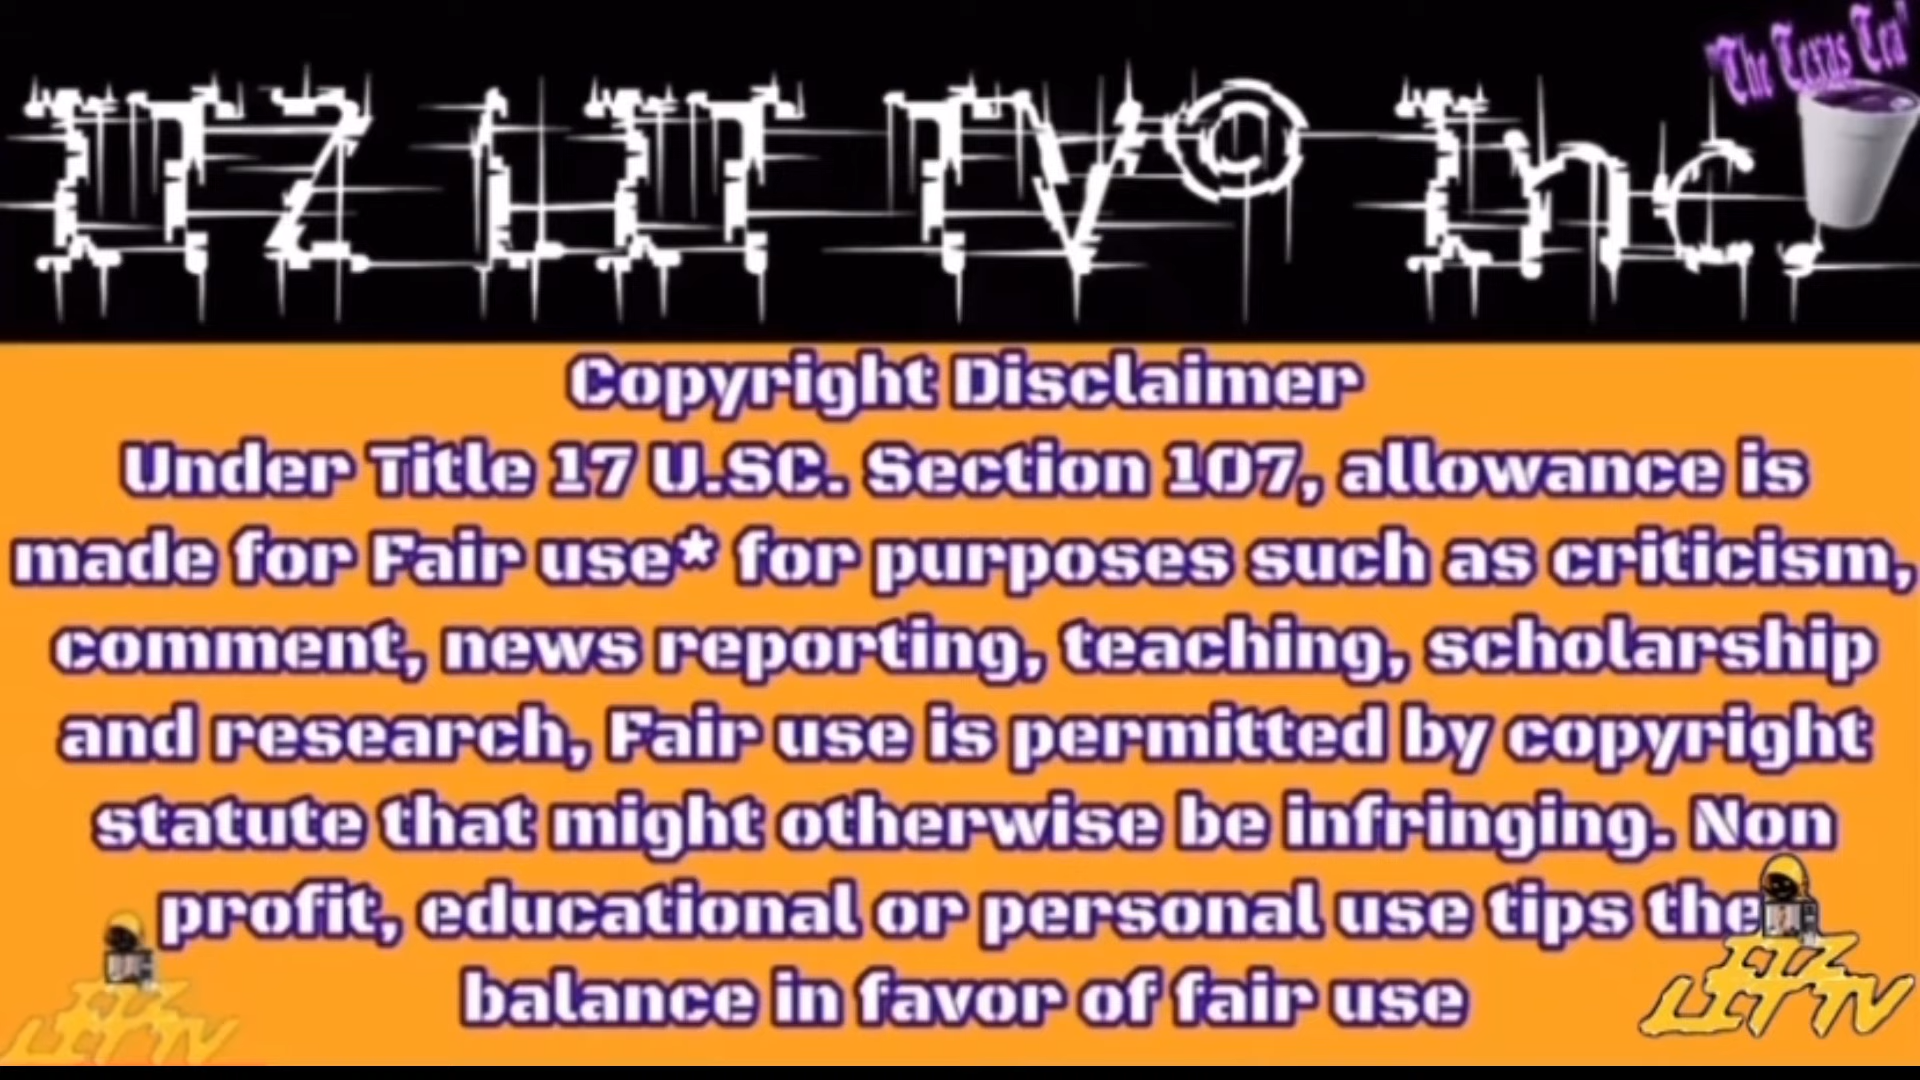 ITZ LIT TV© Inc,
"The Texas Tea"
Copyright Disclaimer
Under Title 17 U.SC. Section 107, allowance is
made for Fair use* for purposes such as criticism,
comment, news reporting, teaching, scholarship
and research, Fair use is permitted by copyright
statute that might otherwise be infringing. Non
profit, educational or personal use tips the
balance in favor of fair use
ITZ
LIT TV
ITZ
LIT TV